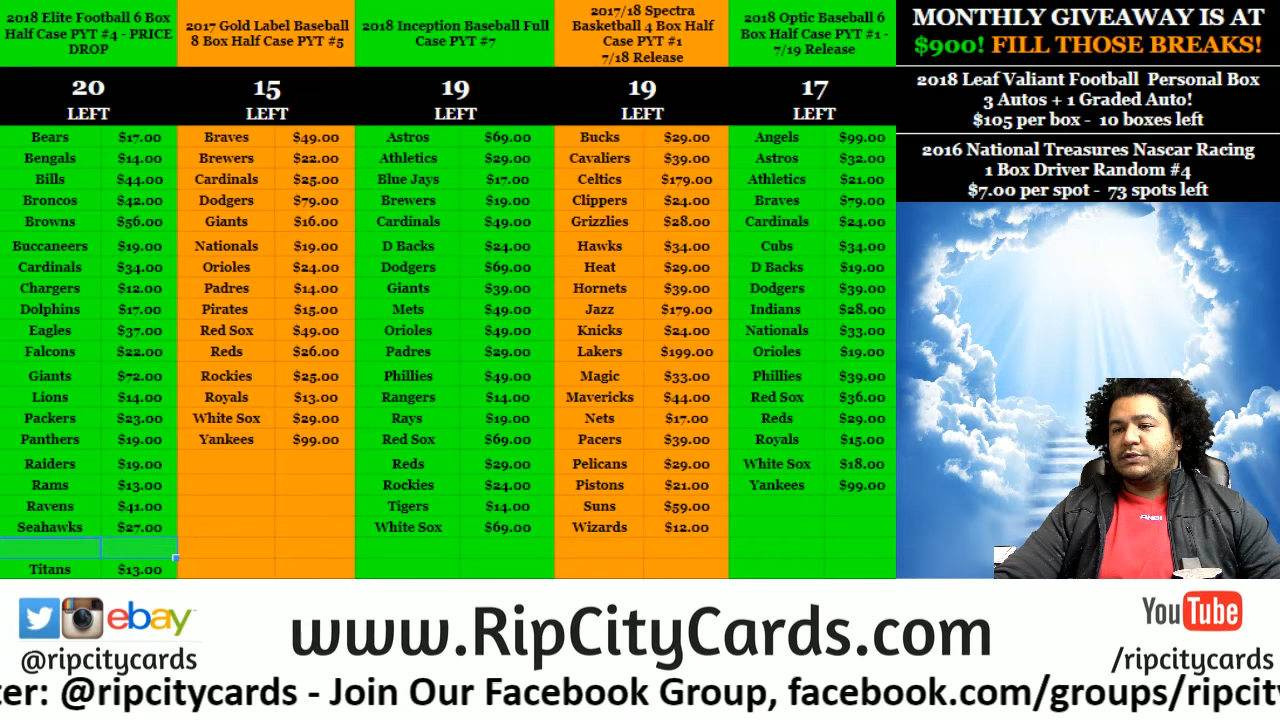 2018 Elite Football 6 Box
Half Case PYT #4 - PRICE
DROP
20
LEFT
Bears $17.00
Bengals $14.00
Bills $44.00
Broncos $42.00
Browns $56.00
Buccaneers $19.00
Cardinals $34.00
Chargers $12.00
Dolphins $17.00
Eagles $37.00
Falcons $22.00
Giants $72.00
Lions $14.00
Packers $23.00
Panthers $19.00
Raiders $19.00
Rams $13.00
Ravens $41.00
Seahawks $27.00
Titans $13.00
2017 Gold Label Baseball
8 Box Half Case PYT #5
15
LEFT
Braves $49.00
Brewers $22.00
Cardinals $25.00
Dodgers $79.00
Giants $16.00
Nationals $19.00
Orioles $24.00
Padres $14.00
Pirates $15.00
Red Sox $49.00
Reds $26.00
Rockies $25.00
Royals $13.00
White Sox $29.00
Yankees $99.00
2018 Inception Baseball Full
Case PYT #7
19
LEFT
Astros $69.00
Athletics $29.00
Blue Jays $17.00
Brewers $19.00
Cardinals $49.00
D Backs $24.00
Dodgers $69.00
Giants $39.00
Mets $49.00
Orioles $49.00
Padres $29.00
Phillies $49.00
Rangers $14.00
Rays $19.00
Red Sox $69.00
Reds $29.00
Rockies $24.00
Tigers $14.00
White Sox $69.00
2017/18 Spectra
Basketball 4 Box Half
Case PYT #1
7/18 Release
19
LEFT
Bucks $29.00
Cavaliers $39.00
Celtics $179.00
Clippers $24.00
Grizzlies $28.00
Hawks $34.00
Heat $29.00
Hornets $39.00
Jazz $179.00
Knicks $24.00
Lakers $199.00
Magic $33.00
Mavericks $44.00
Nets $17.00
Pacers $39.00
Pelicans $29.00
Pistons $21.00
Suns $59.00
Wizards $12.00
2018 Optic Baseball 6
Box Half Case PYT #1 -
7/19 Release
17
LEFT
Angels $99.00
Astros $32.00
Athletics $21.00
Braves $79.00
Cardinals $24.00
Cubs $34.00
D Backs $19.00
Dodgers $39.00
Indians $28.00
Nationals $33.00
Orioles $19.00
Phillies $39.00
Red Sox $36.00
Reds $29.00
Royals $15.00
White Sox $18.00
Yankees $99.00
MONTHLY GIVEAWAY IS AT
$900! FILL THOSE BREAKS!
2018 Leaf Valiant Football Personal Box
3 Autos + 1 Graded Auto!
$105 per box - 10 boxes left
2016 National Treasures Nascar Racing
1 Box Driver Random #4
$7.00 per spot - 73 spots left
AND1
ebay
@ripcitycards
www.RipCityCards.com
YouTube
/ripcitycards
ter: @ripcitycards - Join Our Facebook Group, facebook.com/groups/ripcity